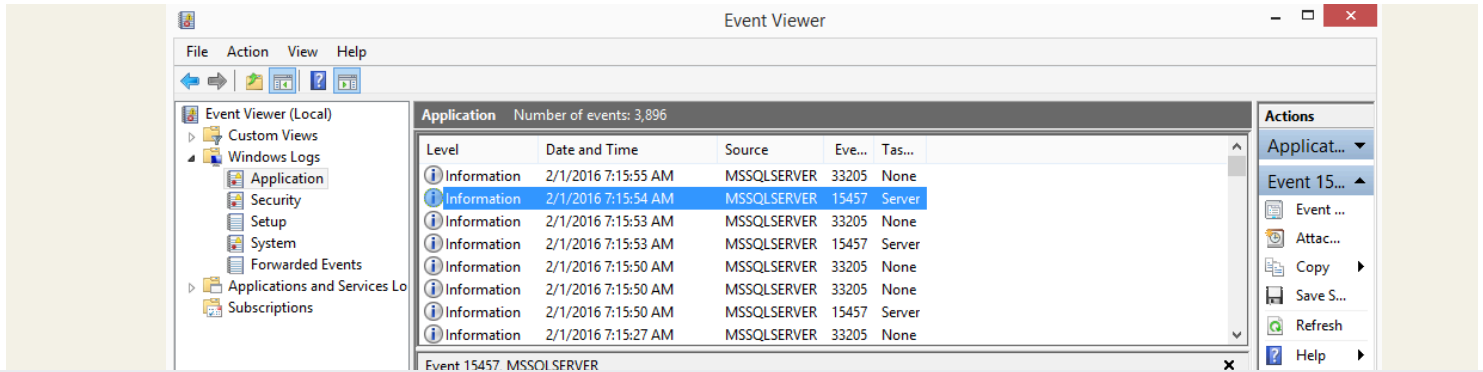 Event Viewer
File Action View Help
Event Viewer (Local)
Custom Views
Windows Logs
Application
Security
Setup
System
Forwarded Events
Applications and Services Lo
Subscriptions
Application Number of events: 3,896
Level Date and Time Source Eve... Tas...
Information 2/1/2016 7:15:55 AM MSSQLSERVER 33205 None
Information 2/1/2016 7:15:54 AM MSSQLSERVER 15457 Server
Information 2/1/2016 7:15:53 AM MSSQLSERVER 33205 None
Information 2/1/2016 7:15:53 AM MSSQLSERVER 15457 Server
Information 2/1/2016 7:15:50 AM MSSQLSERVER 33205 None
Information 2/1/2016 7:15:50 AM MSSQLSERVER 33205 None
Information 2/1/2016 7:15:50 AM MSSQLSERVER 15457 Server
Information 2/1/2016 7:15:27 AM MSSQLSERVER 33205 None
Event 15457, MSSQLSERVER
Actions
Applicat...
Event 15...
Event ...
Attac...
Copy
Save S...
Refresh
Help